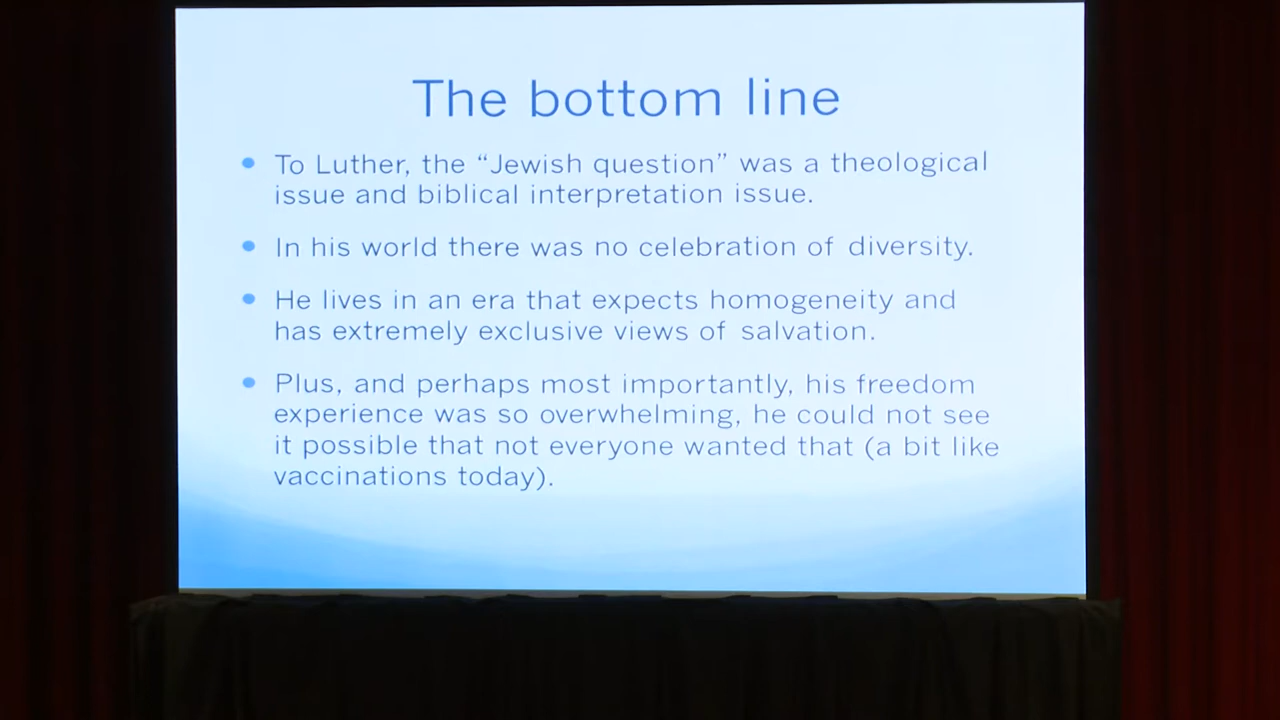 The bottom line
• To Luther, the “Jewish question” was a theological
issue and biblical interpretation issue.
• In his world there was no celebration of diversity.
• He lives in an era that expects homogeneity and
has extremely exclusive views of salvation.
• Plus, and perhaps most importantly, his freedom
experience was so overwhelming, he could not see
it possible that not everyone wanted that (a bit like
vaccinations today).